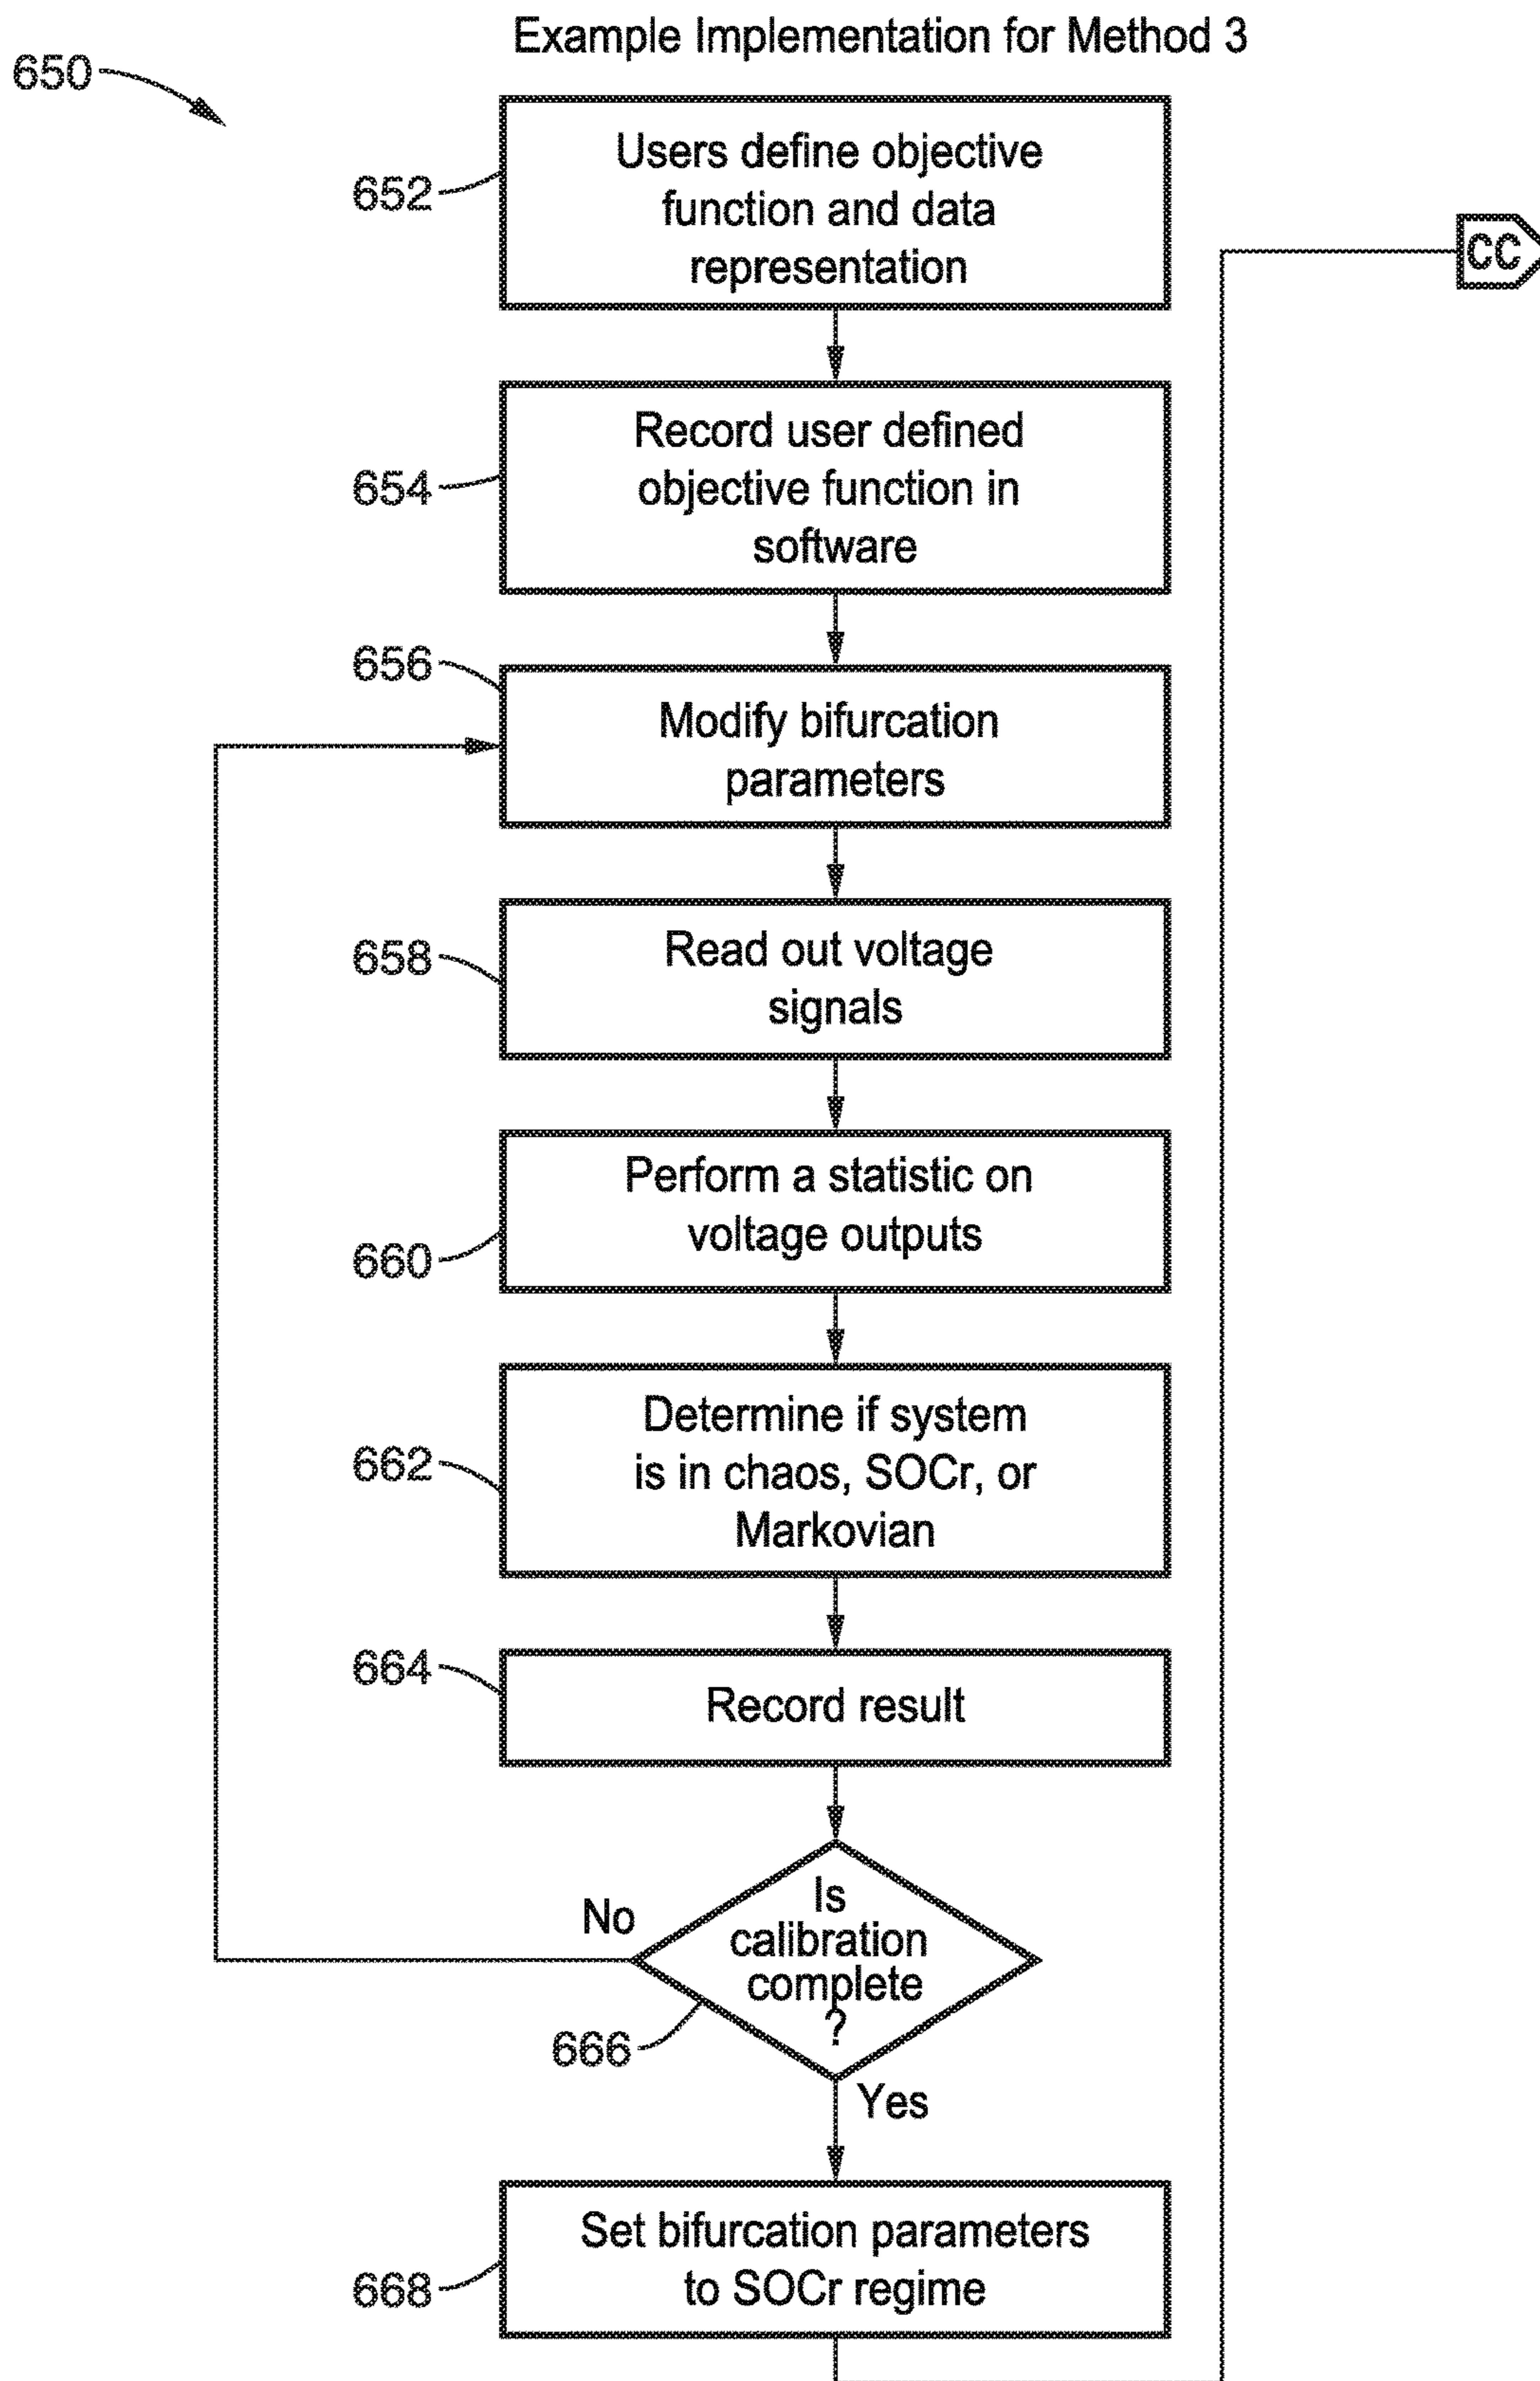 Example Implementation for Method 3
650
652
Users define objective
function and data
representation
CC
654
Record user defined
objective function in
software
656
Modify bifurcation
parameters
658
Read out voltage
signals
660
Perform a statistic on
voltage outputs
662
Determine if system
is in chaos, SOCr, or
Markovian
664
Record result
No
Is
calibration
complete
?
666
Yes
668
Set bifurcation parameters
to SOCr regime